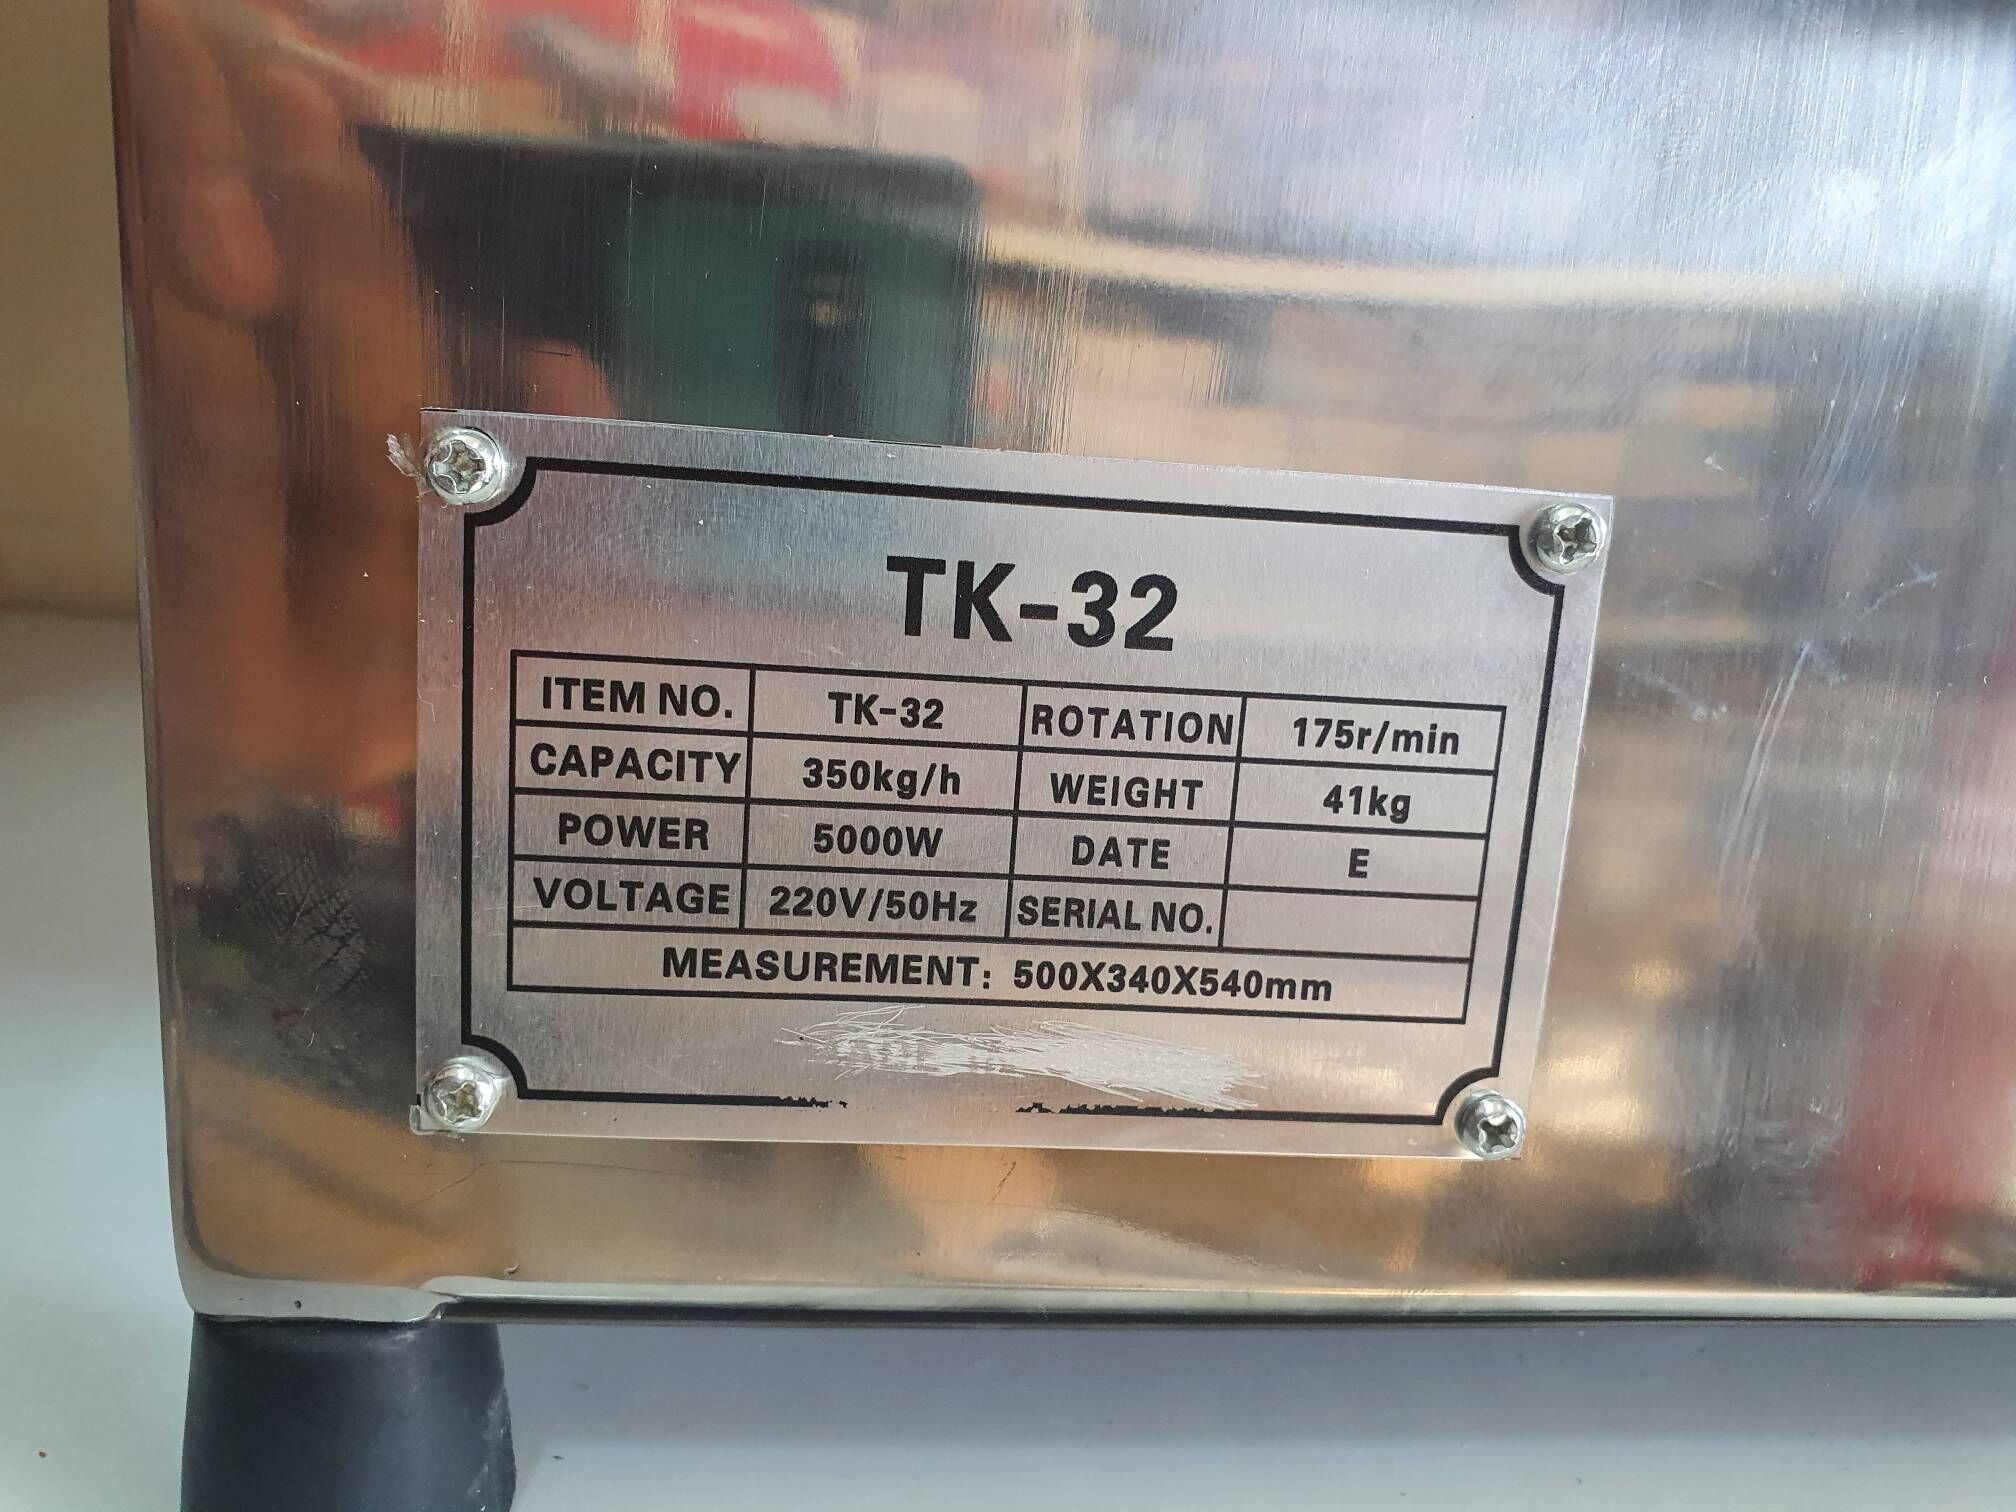 TK-32
ITEM NO. TK-32 ROTATION 175r/min
CAPACITY 350kg/h WEIGHT 41kg
POWER 5000W DATE E
VOLTAGE 220V/50Hz SERIAL NO.
MEASUREMENT: 500X340X540mm